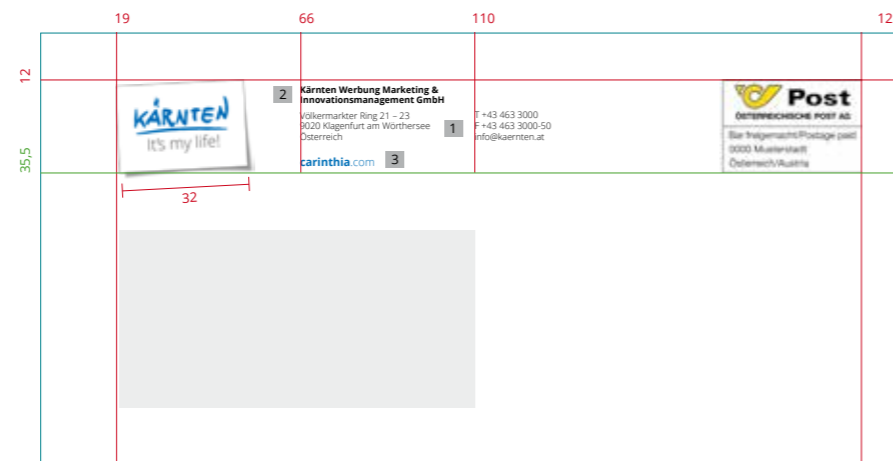 19
66
110
12
12
KÄRNTEN
It's my life!
2
Kärnten Werbung Marketing &
Innovationsmanagement GmbH
Völkermarkter Ring 21 – 23
9020 Klagenfurt am Wörthersee
Österreich
1
T +43 463 3000
F +43 463 3000-50
info@kaernten.at
carinthia.com
3
Post
ÖSTERREICHISCHE POST AG
Bar freigemacht/Postage paid
0000 Musterstadt
Österreich/Austria
35,5
32